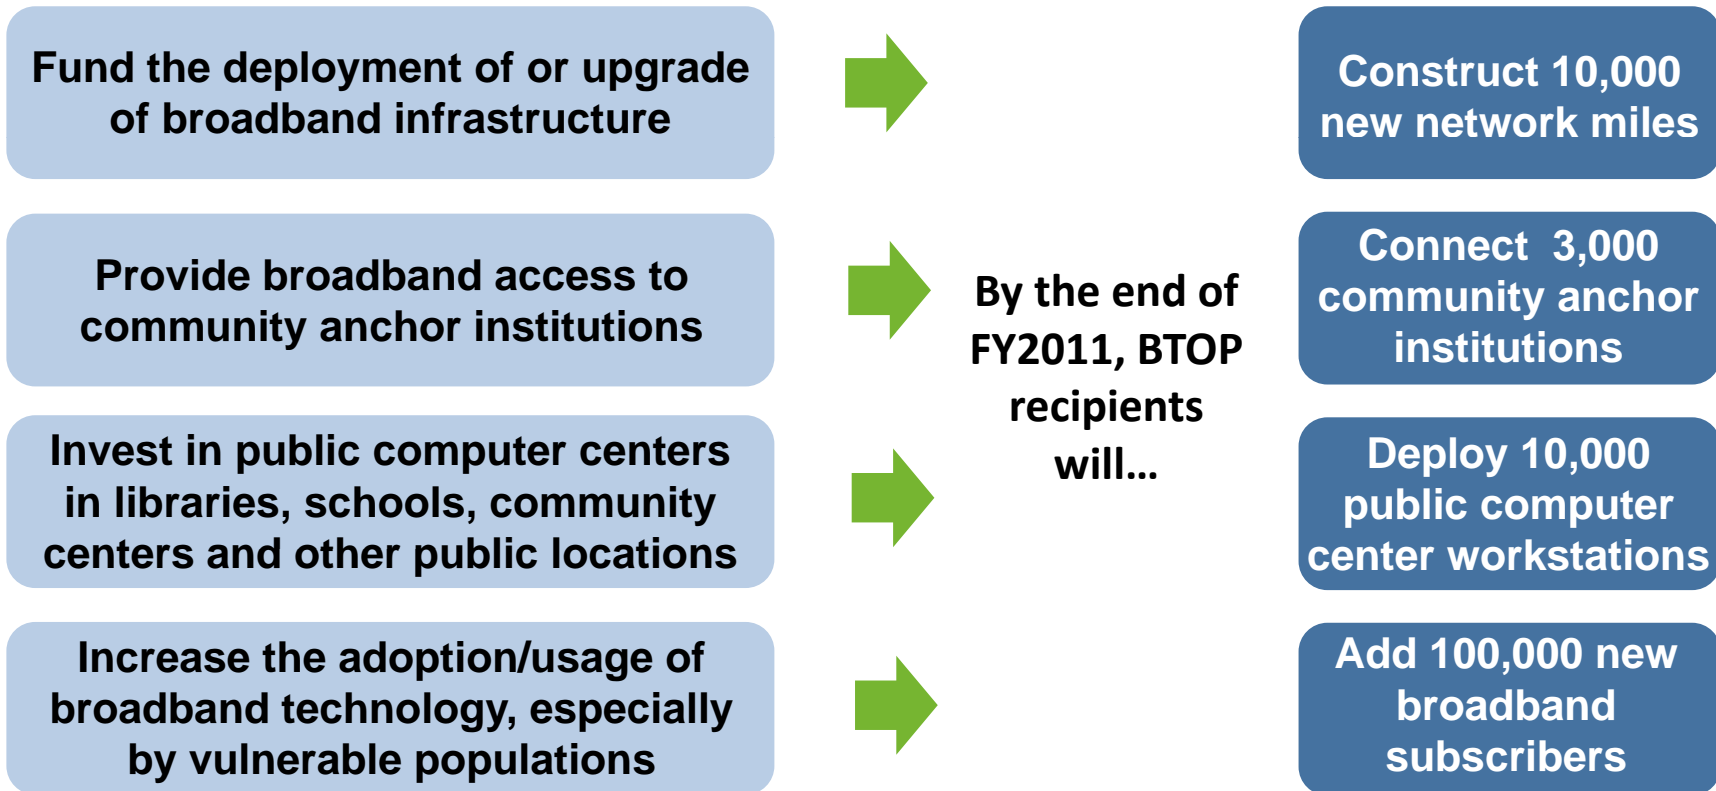 Fund the deployment of or upgrade
of broadband infrastructure
Construct 10,000
new network miles
Provide broadband access to
community anchor institutions
By the end of
FY2011, BTOP
recipients
will…
Connect  3,000
community anchor
institutions
Invest in public computer centers
in libraries, schools, community
centers and other public locations
Deploy 10,000
public computer
center workstations
Increase the adoption/usage of
broadband technology, especially
by vulnerable populations
Add 100,000 new
broadband
subscribers